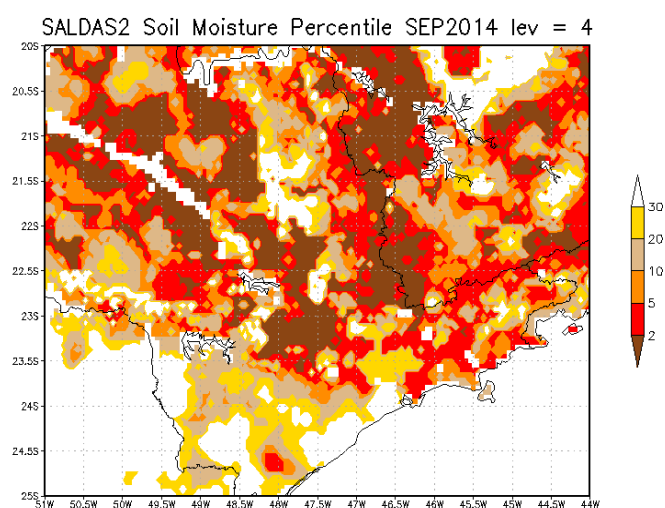 SALDAS2 Soil Moisture Percentile SEP2014 lev = 4
20S
20.5S
21S
21.5S
22S
22.5S
23S
23.5S
24S
24.5S
25S
51W 50.5W 50W 49.5W 49W 48.5W 48W 47.5W 47W 46.5W 46W 45.5W 45W 44.5W 44W
30
20
10
5
2